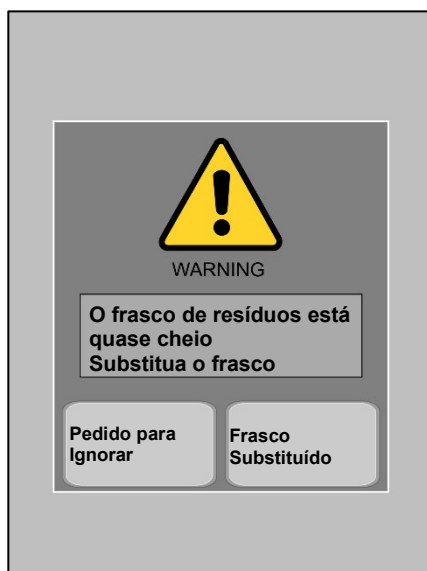 WARNING
O frasco de resíduos está
quase cheio
Substitua o frasco
Pedido para
Ignorar
Frasco
Substituído